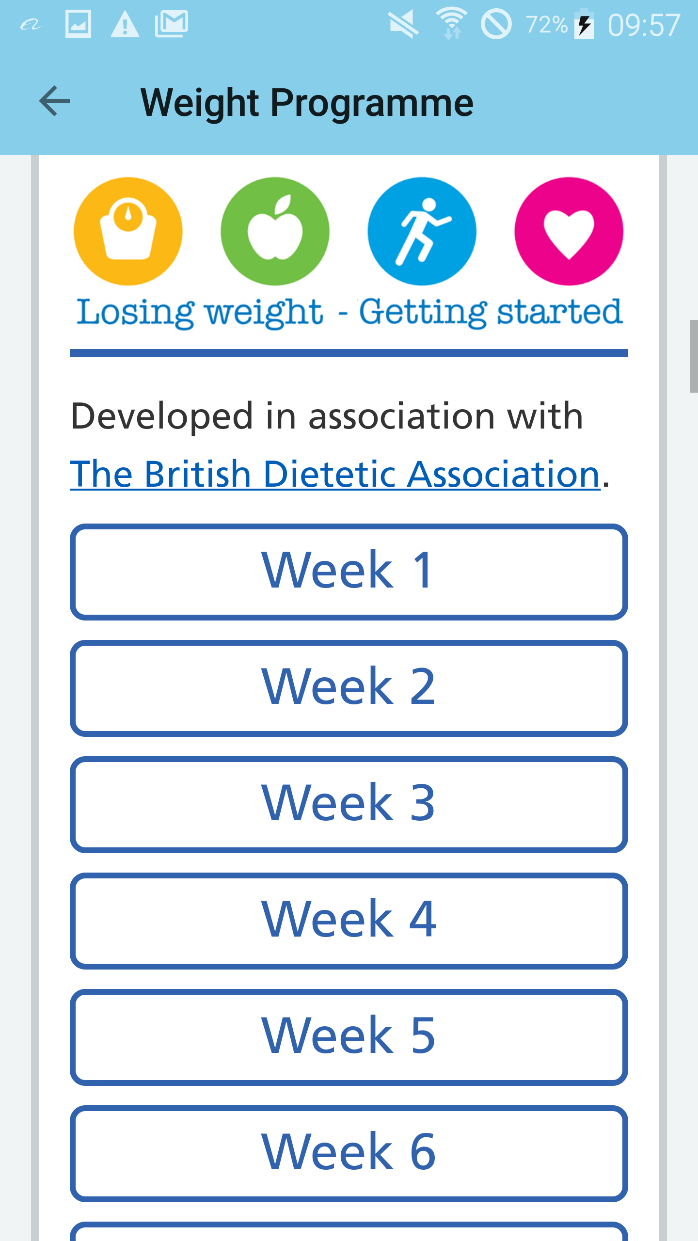 72% 09:57
Weight Programme
Losing weight - Getting started
Developed in association with
The British Dietetic Association.
Week 1
Week 2
Week 3
Week 4
Week 5
Week 6